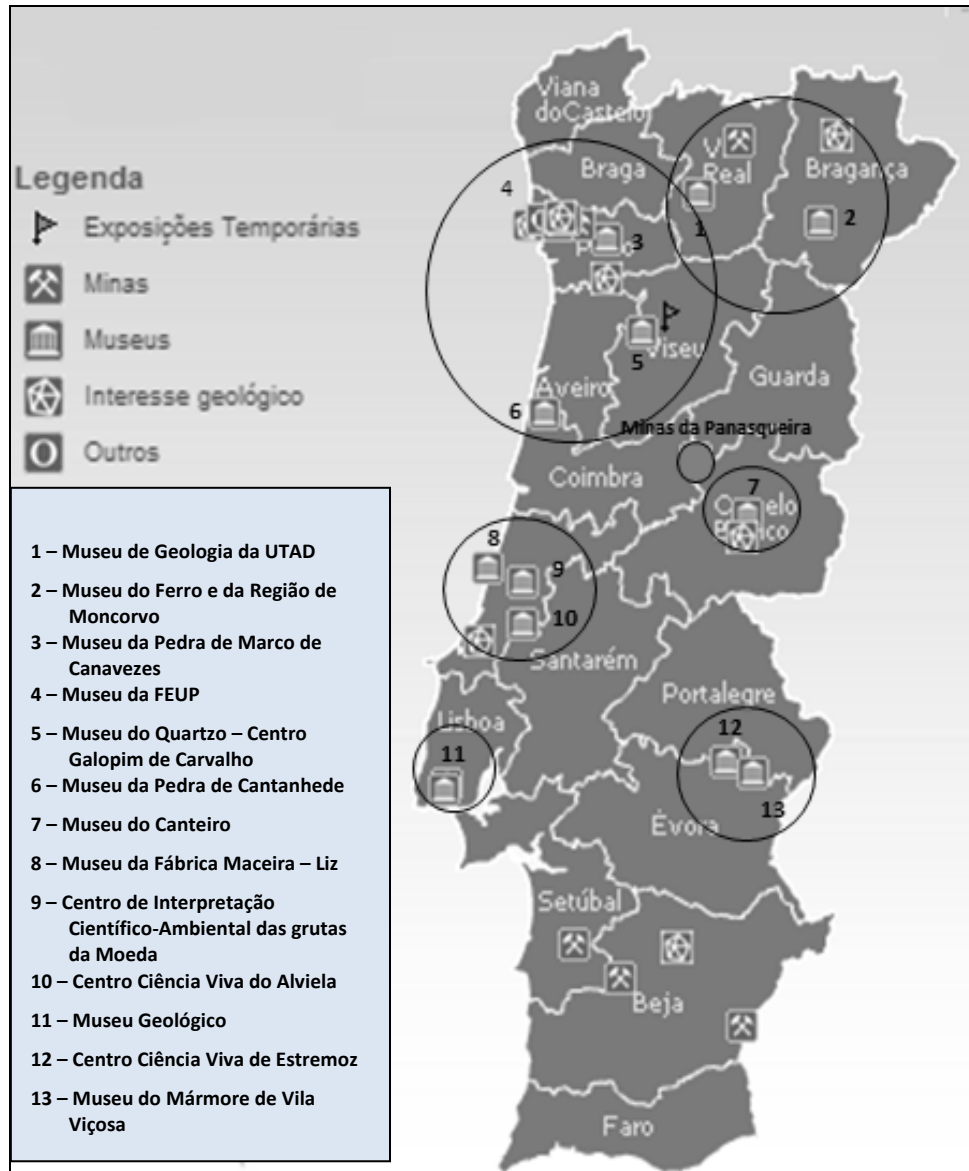 Legenda
Exposições Temporárias
Minas
Museus
Interesse geológico
Outros
1 – Museu de Geologia da UTAD
2 – Museu do Ferro e da Região de
Moncorvo
3 – Museu da Pedra de Marco de
Canavezes
4 – Museu da FEUP
5 – Museu do Quartzo – Centro
Galopim de Carvalho
6 – Museu da Pedra de Cantanhede
7 – Museu do Canteiro
8 – Museu da Fábrica Maceira – Liz
9 – Centro de Interpretação
Científico-Ambiental das grutas
da Moeda
10 – Centro Ciência Viva do Alviela
11 – Museu Geológico
12 – Centro Ciência Viva de Estremoz
13 – Museu do Mármore de Vila
Viçosa
Viana
do Castelo
Braga
V
Real
Bragança
4
1
2
3
5
Viseu
Guarda
Aveiro
6
Minas da Panasqueira
Coimbra
7
8
9
10
Santarém
Portalegre
Lisboa
11
12
13
Évora
Setúbal
Beja
Faro